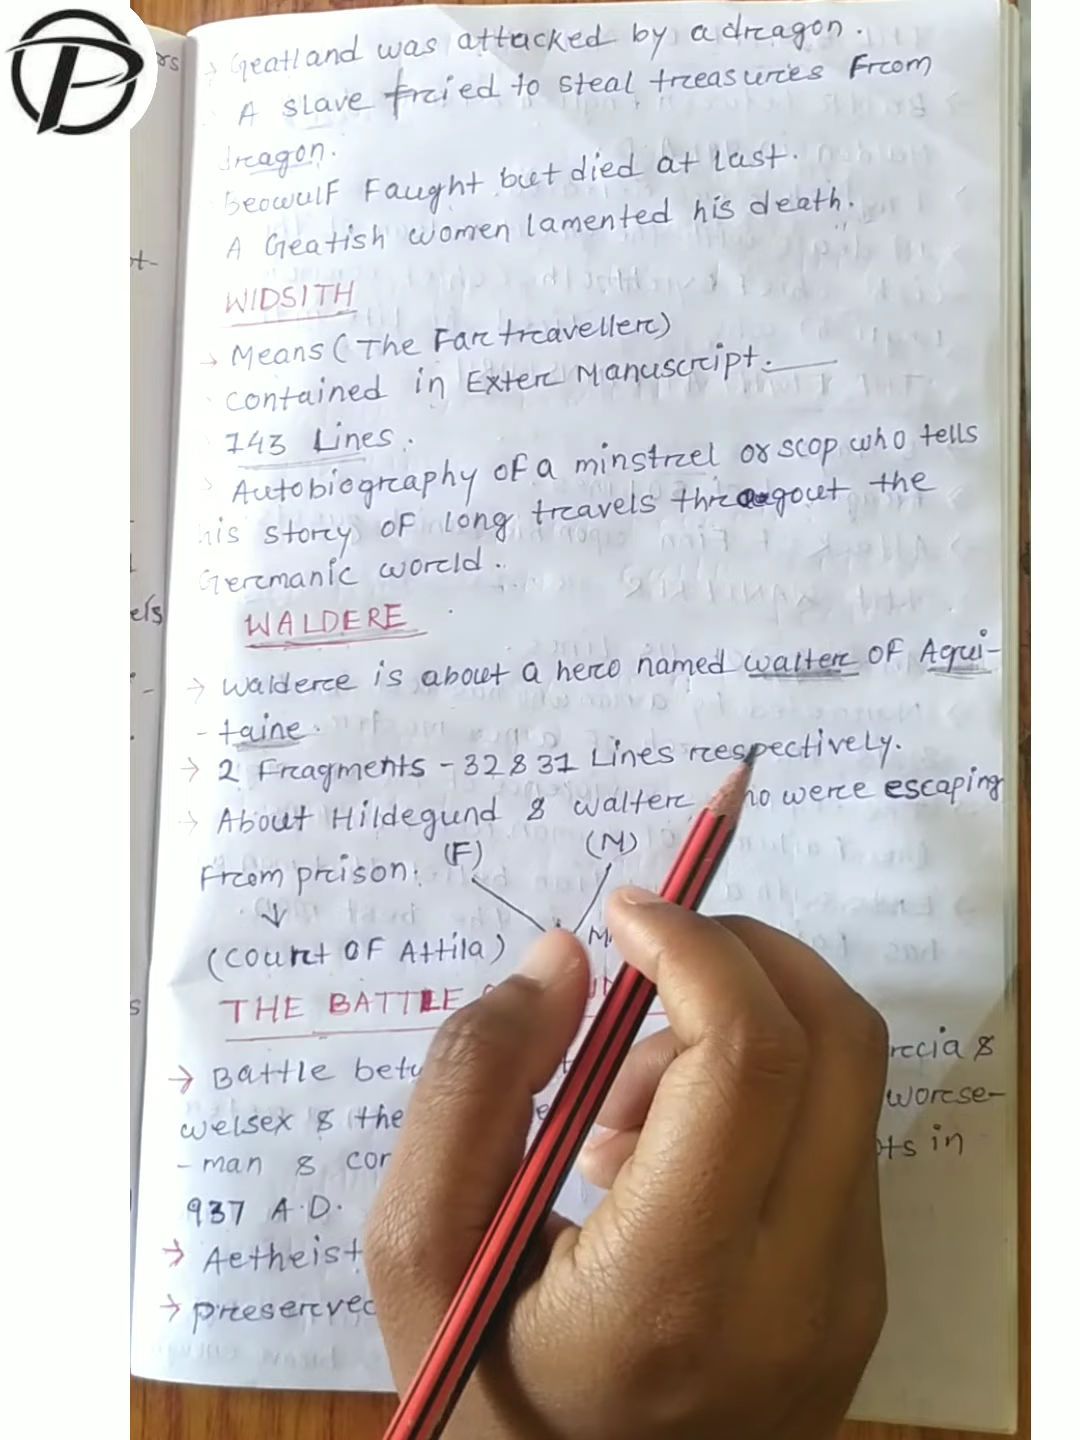 Geatland was attacked by a dragon.
A slave tried to steal treasures From
dragon.
Beowulf Faught but died at last.
A Geatish women lamented his death.
WIDSITH
→ Means (The Far traveller)
contained in Exter Manuscript.
143 Lines.
Autobiography of a minstrel or scop who tells
his story of long travels througout the
Germanic world.
WALDERE
→ Waldere is about a hero named walter of Aqui-
- taine.
→ 2 Fragments - 32 & 31 Lines respectively.
→ About Hildegund & walter who were escaping
From prison.
(F) (M)
↓
(Court OF Attila)
THE BATTLE
→ Battle rcia &
welsex & the worse-
- man & in
937 A.D.
→ Aetheist
→ preserved